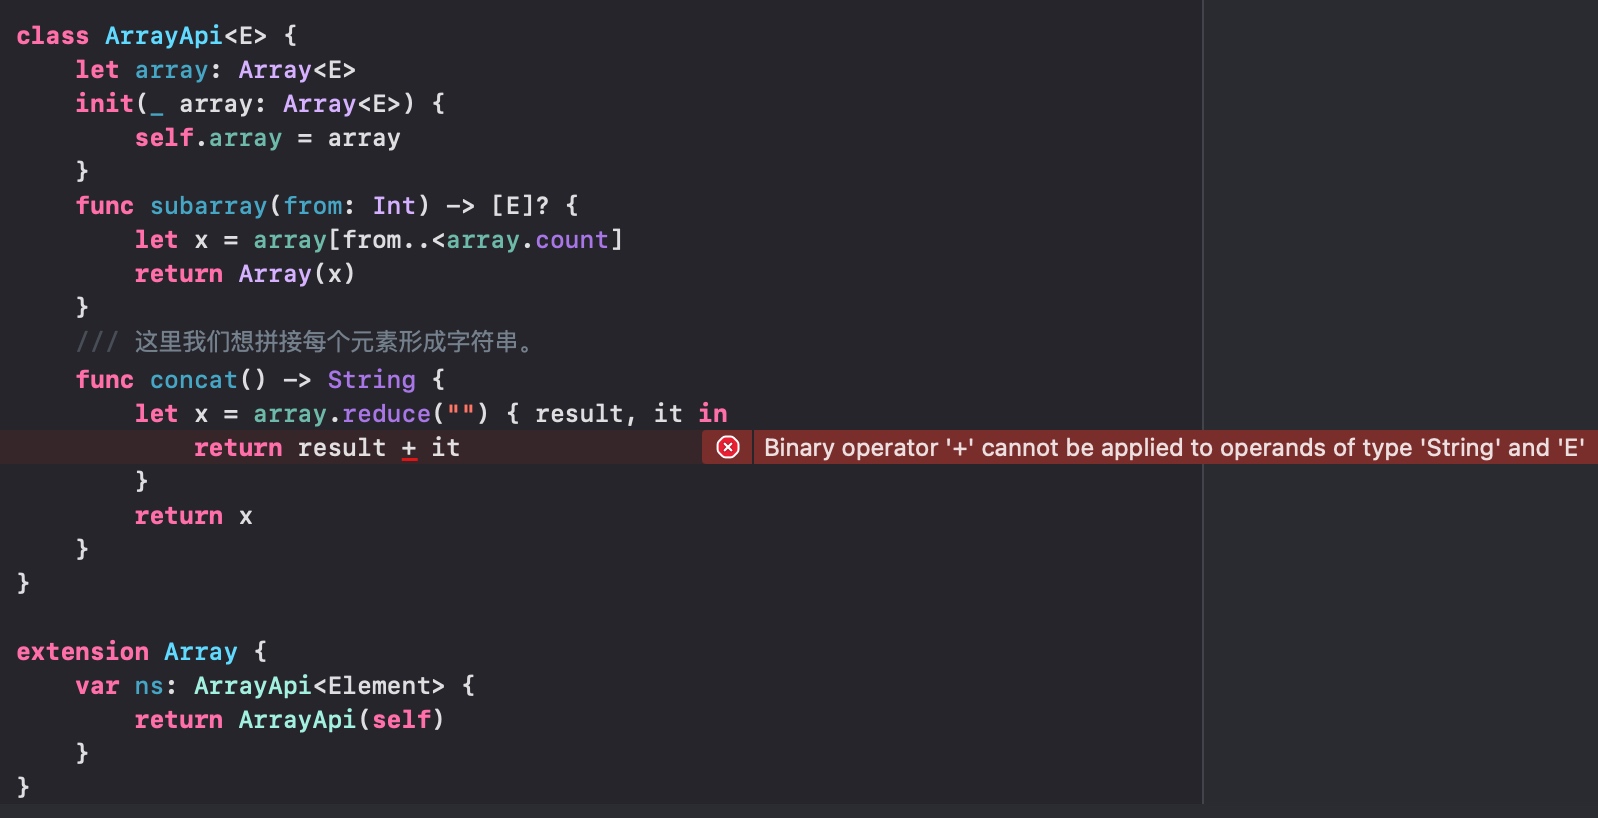 class ArrayApi<E> {
    let array: Array<E>
    init(_ array: Array<E>) {
        self.array = array
    }
    func subarray(from: Int) -> [E]? {
        let x = array[from..<array.count]
        return Array(x)
    }
    /// 这里我们想拼接每个元素形成字符串。
    func concat() -> String {
        let x = array.reduce("") { result, it in
            return result + it Binary operator '+' cannot be applied to operands of type 'String' and 'E'
        }
        return x
    }
}
extension Array {
    var ns: ArrayApi<Element> {
        return ArrayApi(self)
    }
}